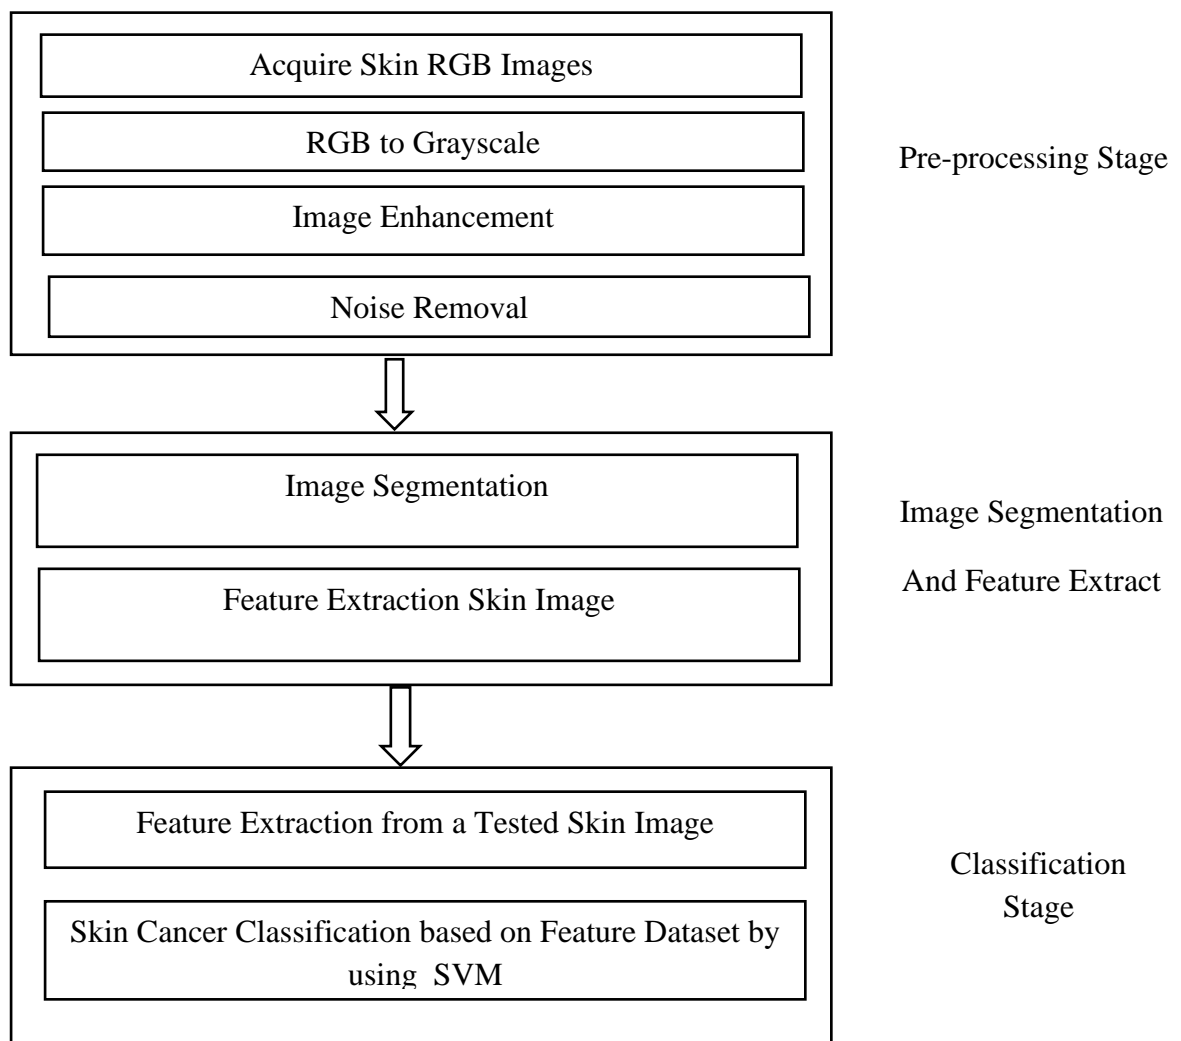 Acquire Skin RGB Images
RGB to Grayscale
Image Enhancement
Noise Removal
Pre-processing Stage
Image Segmentation
Feature Extraction Skin Image
Image Segmentation
And Feature Extract
Feature Extraction from a Tested Skin Image
Skin Cancer Classification based on Feature Dataset by
using SVM
Classification
Stage